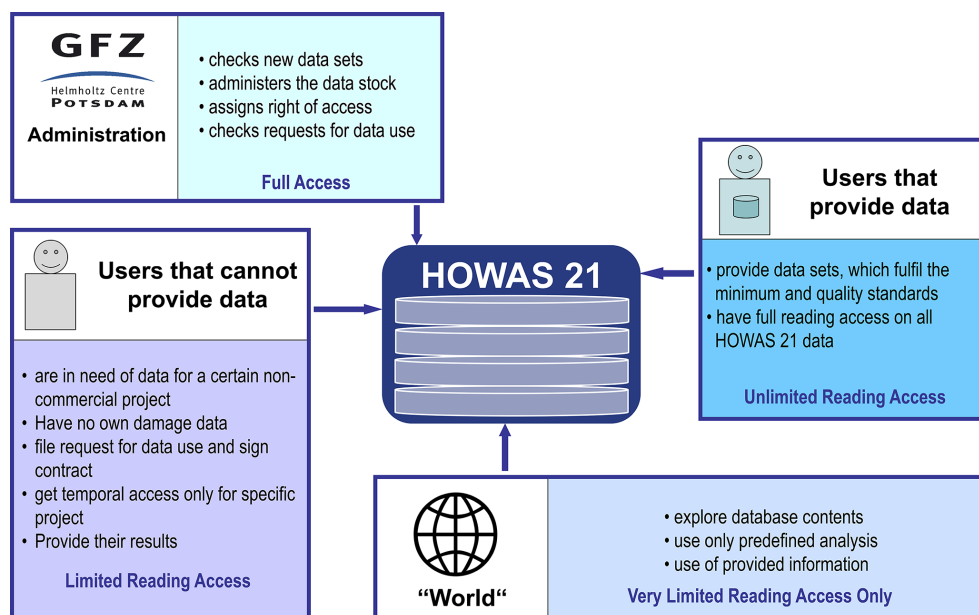 GFZ
Helmholtz Centre
POTSDAM
Administration
• checks new data sets
• administers the data stock
• assigns right of access
• checks requests for data use
Full Access
Users that
provide data
• provide data sets, which fulfil the
minimum and quality standards
• have full reading access on all
HOWAS 21 data
Unlimited Reading Access
HOWAS 21
Users that cannot
provide data
• are in need of data for a certain non-
commercial project
• Have no own damage data
• file request for data use and sign
contract
• get temporal access only for specific
project
• Provide their results
Limited Reading Access
“World“
• explore database contents
• use only predefined analysis
• use of provided information
Very Limited Reading Access Only